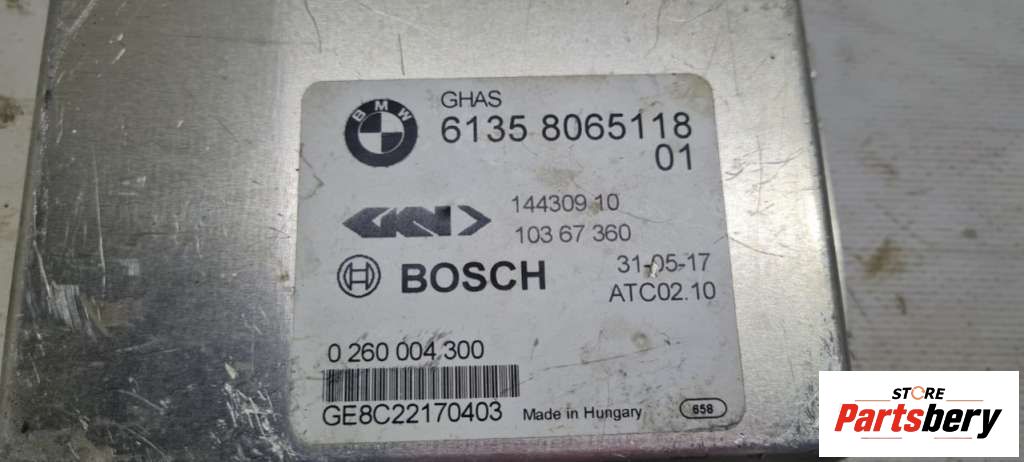 BMW
GHAS
6135 8065118
01
GKN
144309 10
103 67 360
BOSCH
31-05-17
ATC02.10
0 260 004 300
GE8C22170403
Made in Hungary
658
STORE
Partsbery